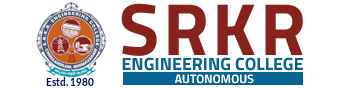 SRKR
ENGINEERING COLLEGE
AUTONOMOUS
Estd. 1980